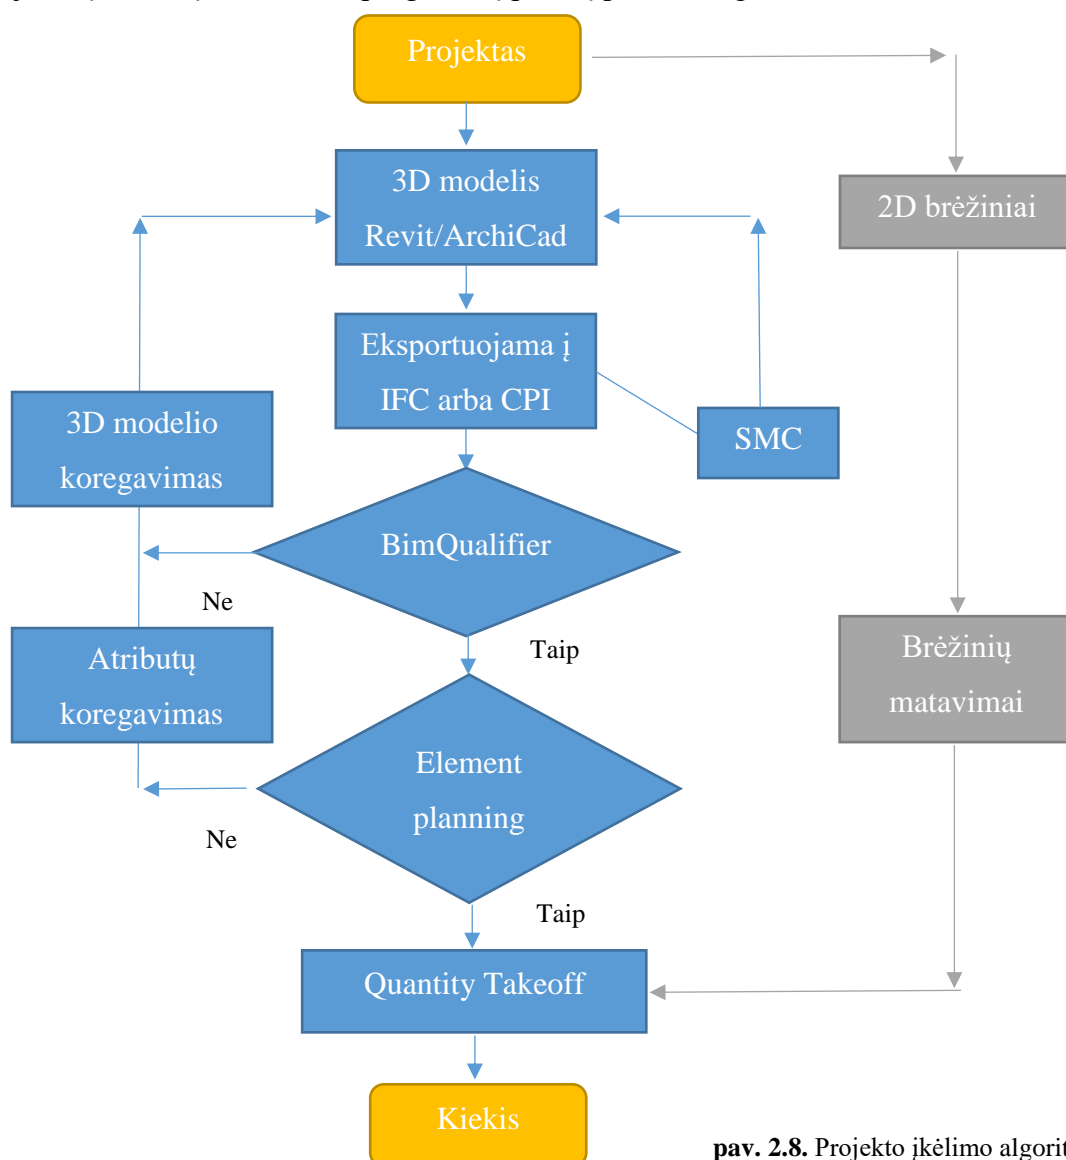 Projektas
3D modelis
Revit/ArchiCad
2D brėžiniai
Eksportuojama į
IFC arba CPI
3D modelio
koregavimas
SMC
BimQualifier
Ne
Taip
Atributų
koregavimas
Brėžinių
matavimai
Element
planning
Ne
Taip
Quantity Takeoff
Kiekis
pav. 2.8. Projekto įkėlimo algorit